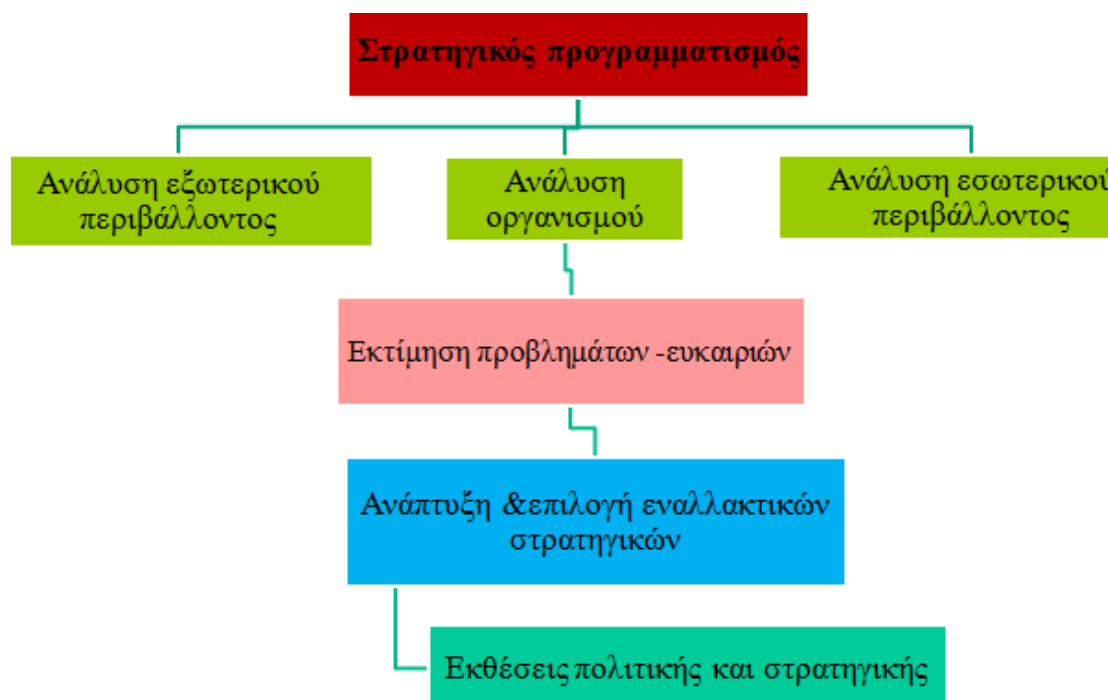 Στρατηγικός προγραμματισμός
Ανάλυση εξωτερικού
περιβάλλοντος
Ανάλυση
οργανισμού
Ανάλυση εσωτερικού
περιβάλλοντος
Εκτίμηση προβλημάτων -ευκαιριών
Ανάπτυξη &επιλογή εναλλακτικών
στρατηγικών
Εκθέσεις πολιτικής και στρατηγικής